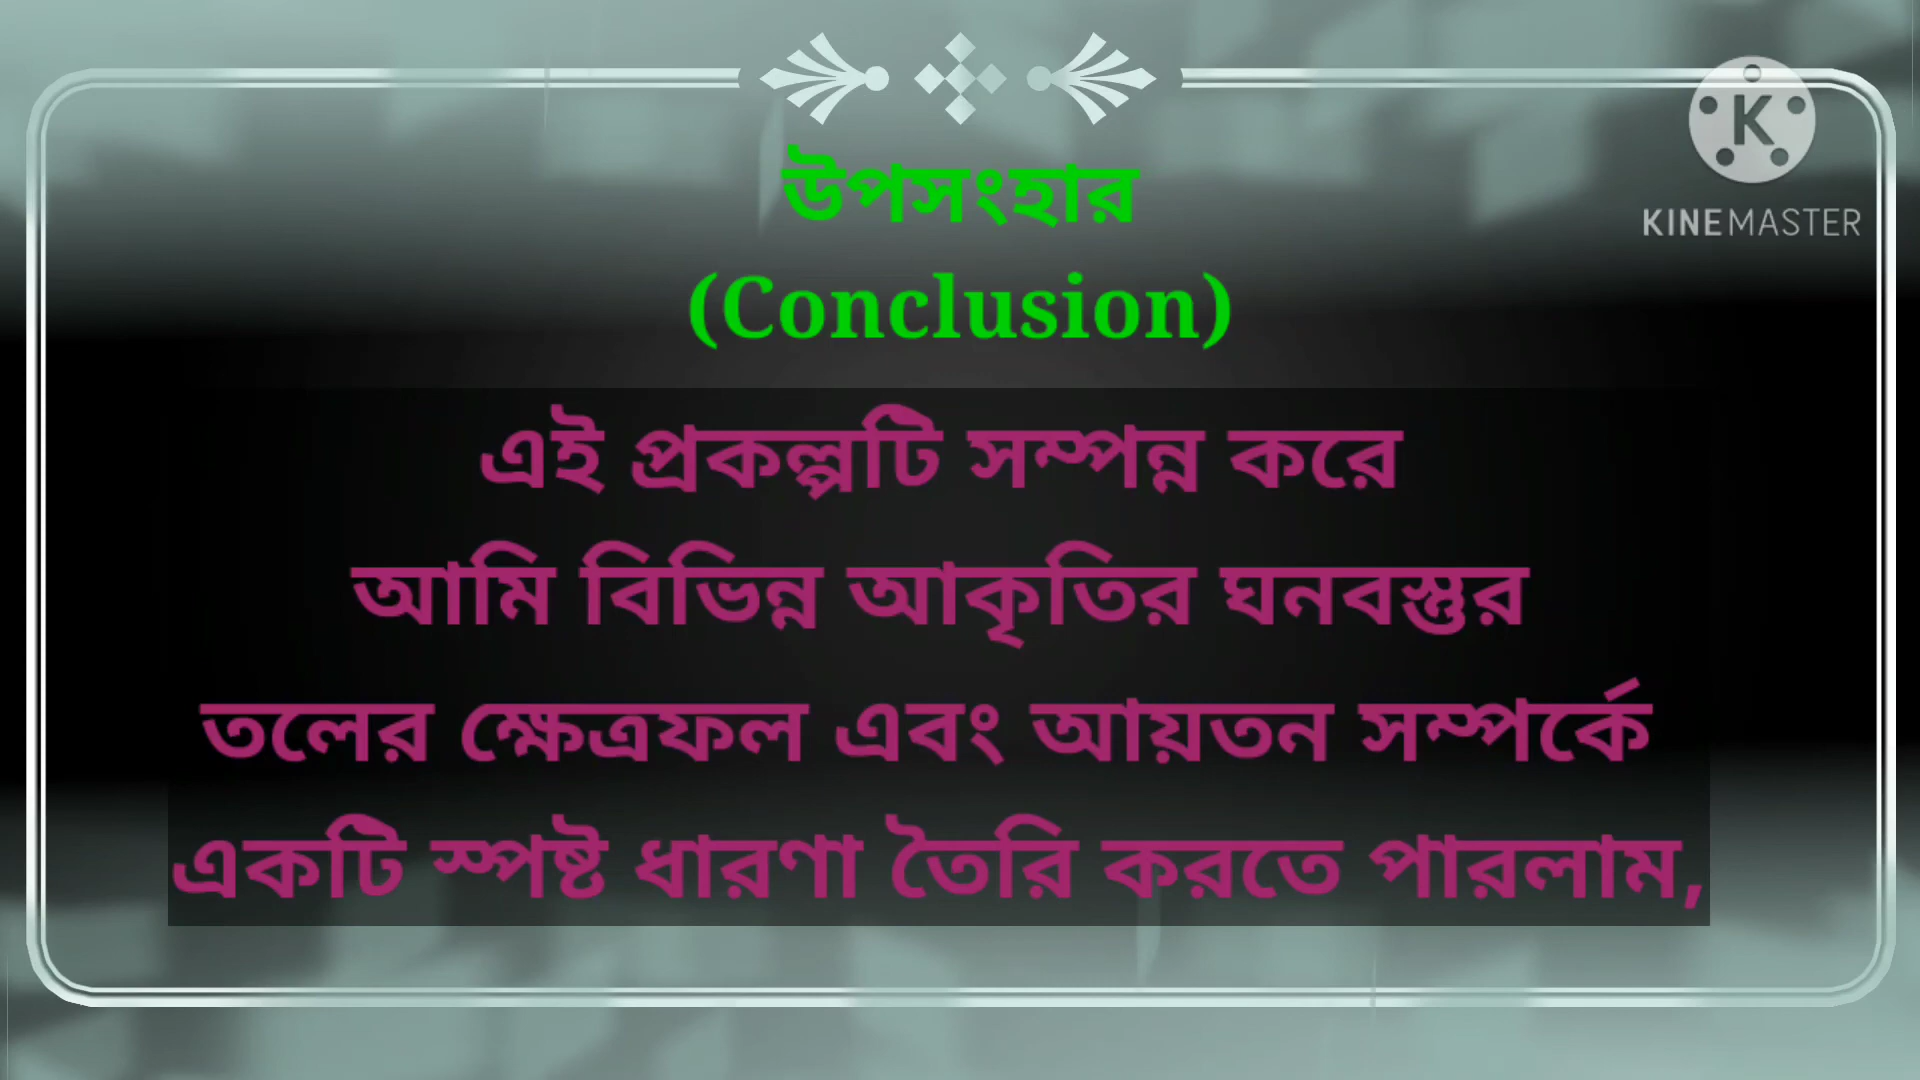 উপসংহার
(Conclusion)
এই প্রকল্পটি সম্পন্ন করে
আমি বিভিন্ন আকৃতির ঘনবস্তুর
তলের ক্ষেত্রফল এবং আয়তন সম্পর্কে
একটি স্পষ্ট ধারণা তৈরি করতে পারলাম,
K
KINEMASTER